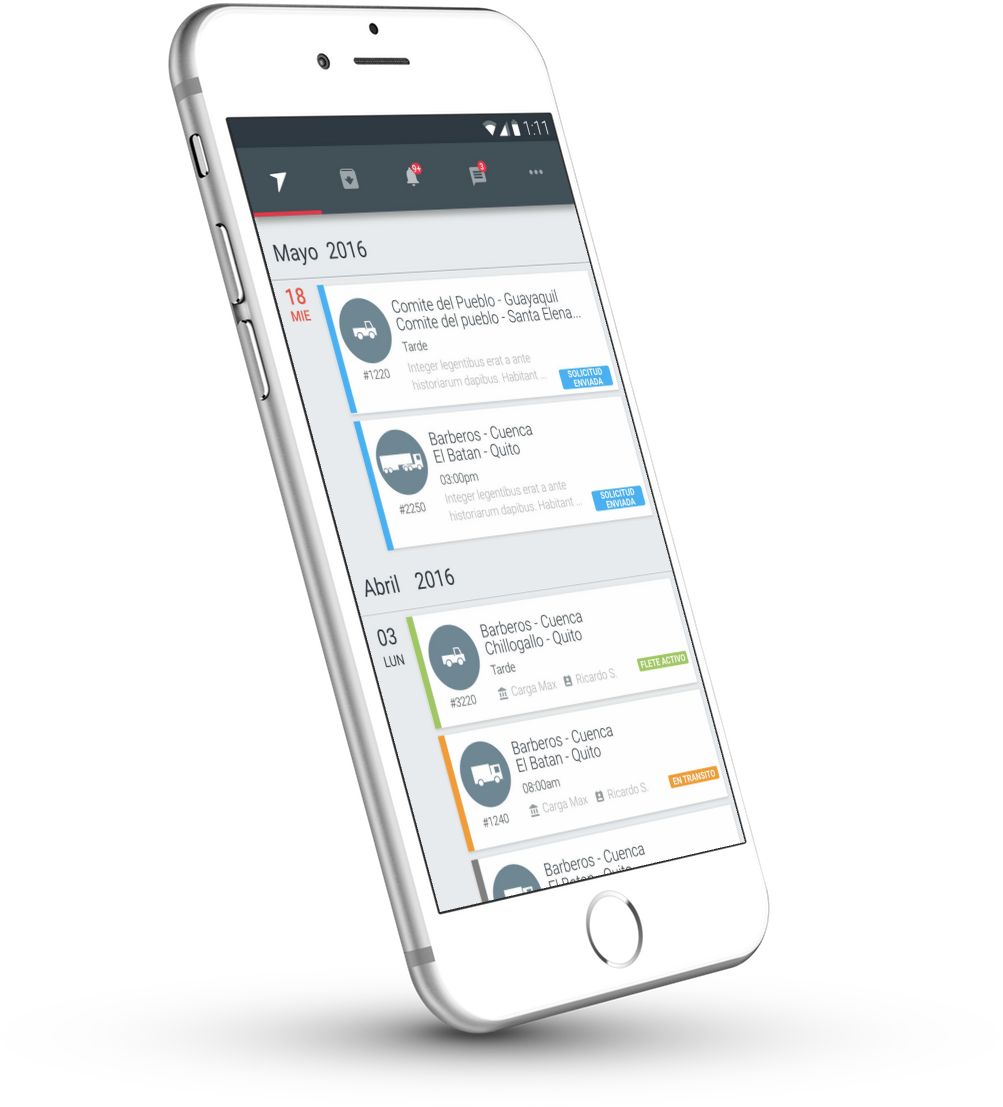 1:11
9+
3
Mayo 2016
18
MIE
Comite del Pueblo - Guayaquil
Comite del pueblo - Santa Elena...
Tarde
#1220
Integer legentibus erat a ante
historiarum dapibus. Habitant ...
SOLICITUD
ENVIADA
Barberos - Cuenca
El Batan - Quito
03:00pm
#2250
Integer legentibus erat a ante
historiarum dapibus. Habitant ...
SOLICITUD
ENVIADA
Abril 2016
03
LUN
Barberos - Cuenca
Chillogallo - Quito
Tarde
#3220
Carga Max Ricardo S.
FLETE ACTIVO
Barberos - Cuenca
El Batan - Quito
08:00am
#1240
Carga Max Ricardo S.
EN TRANSITO
Barberos - Cuenca
El Batan - Quito